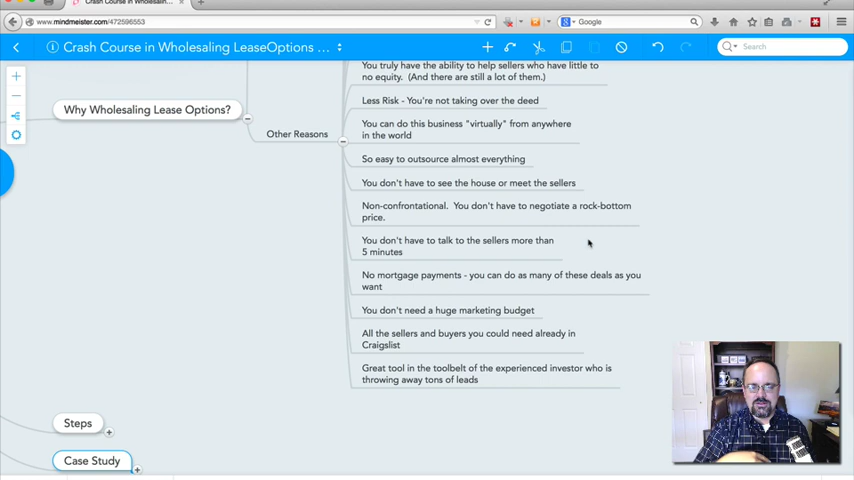 Crash Course in Wholesalin...
www.mindmeister.com/472596553
Google
Crash Course in Wholesaling LeaseOptions ...
Search
You truly have the ability to help sellers who have little to
no equity. (And there are still a lot of them.)
Why Wholesaling Lease Options?
Less Risk - You're not taking over the deed
You can do this business "virtually" from anywhere
in the world
Other Reasons
So easy to outsource almost everything
You don't have to see the house or meet the sellers
Non-confrontational. You don't have to negotiate a rock-bottom
price.
You don't have to talk to the sellers more than
5 minutes
No mortgage payments - you can do as many of these deals as you
want
You don't need a huge marketing budget
All the sellers and buyers you could need already in
Craigslist
Great tool in the toolbelt of the experienced investor who is
throwing away tons of leads
Steps
Case Study